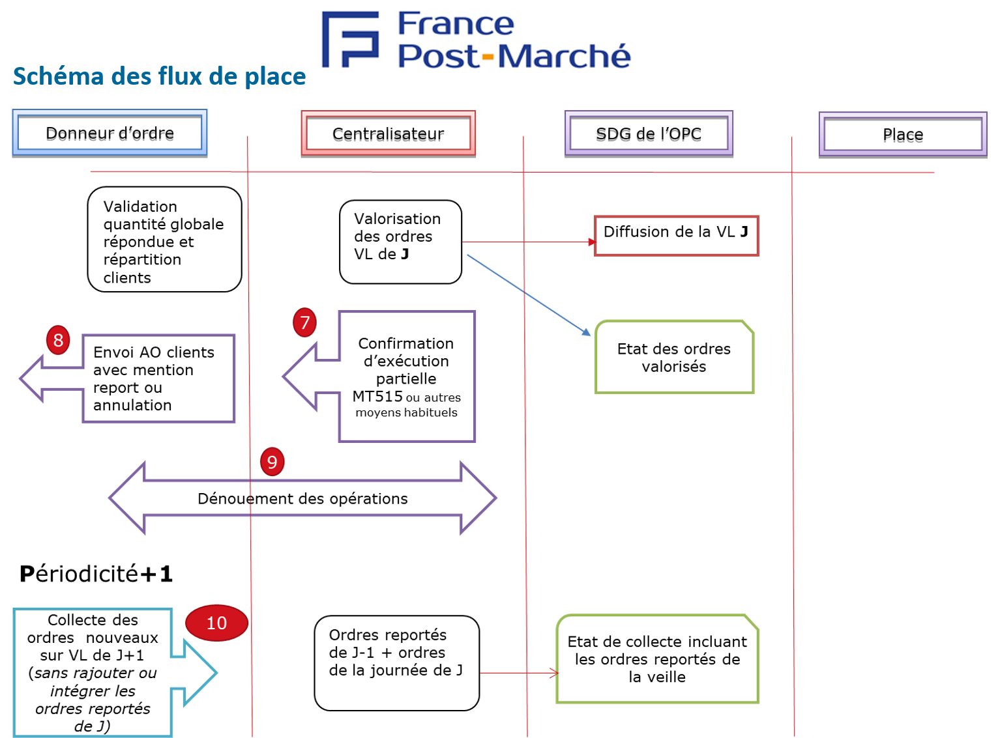 France
Post-Marché
Schéma des flux de place
Donneur d’ordre
Centralisateur
SDG de l’OPC
Place
Validation
quantité globale
répondue et
répartition
clients
Valorisation
des ordres
VL de J
Diffusion de la VL J
8
Envoi AO clients
avec mention
report ou
annulation
7
Confirmation
d’exécution
partielle
MT515 ou autres
moyens habituels
Etat des ordres
valorisés
9
Dénouement des opérations
Périodicité+1
Collecte des
ordres nouveaux
sur VL de J+1
(sans rajouter ou
intégrer les
ordres reportés
de J)
10
Ordres reportés
de J-1 + ordres
de la journée de J
Etat de collecte incluant
les ordres reportés de
la veille